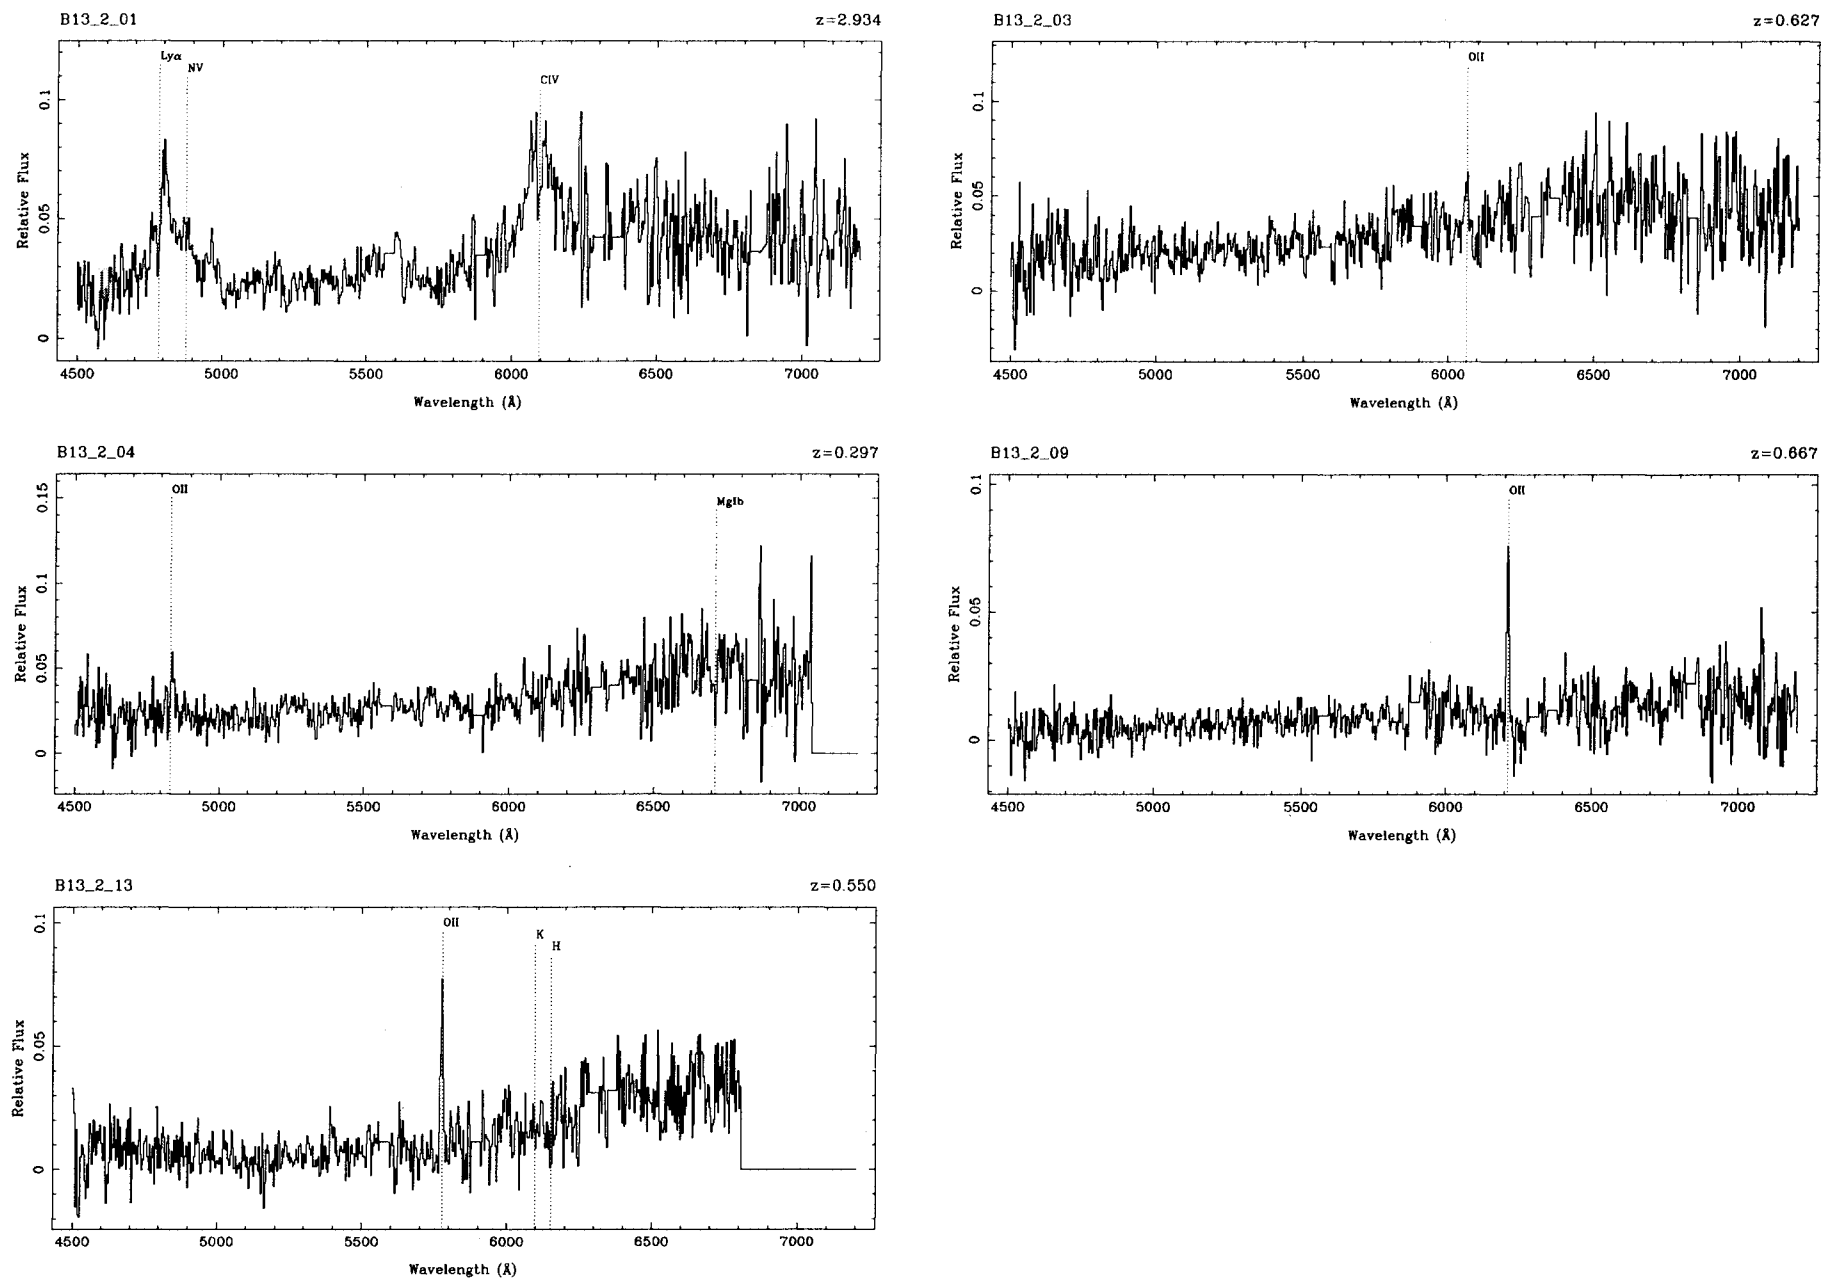 B13_2_01 z=2.934
Lyα
NV
CIV
Relative Flux
0.1
0.05
0
4500 5000 5500 6000 6500 7000
Wavelength (Å)
B13_2_03 z=0.627
OII
Relative Flux
0.1
0.05
0
4500 5000 5500 6000 6500 7000
Wavelength (Å)
B13_2_04 z=0.297
OII
MgIb
Relative Flux
0.15
0.1
0.05
0
4500 5000 5500 6000 6500 7000
Wavelength (Å)
B13_2_09 z=0.667
OII
Relative Flux
0.1
0.05
0
4500 5000 5500 6000 6500 7000
Wavelength (Å)
B13_2_13 z=0.550
OII
K
H
Relative Flux
0.1
0.05
0
4500 5000 5500 6000 6500 7000
Wavelength (Å)